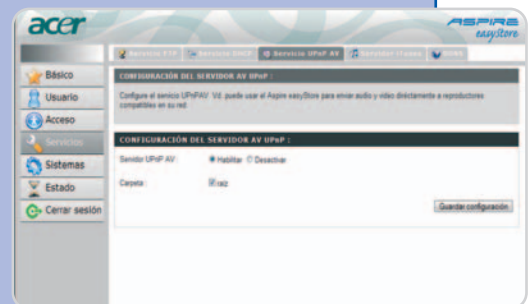 acer
ASPIRE
easyStore
Servicio FTP
Servicio DHCP
Servicio UPnP AV
Servidor iTunes
DDNS
Básico
Usuario
Acceso
Servicios
Sistemas
Estado
Cerrar sesión
CONFIGURACIÓN DEL SERVIDOR AV UPnP :
Configure el servicio UPnPAV. Vd. puede usar el Aspire easyStore para enviar audio y video directamente a reproductores
compatibles en su red.
CONFIGURACIÓN DEL SERVIDOR AV UPnP :
Servidor UPnP AV : Habilitar Desactivar
Carpeta : raíz
Guardar configuración